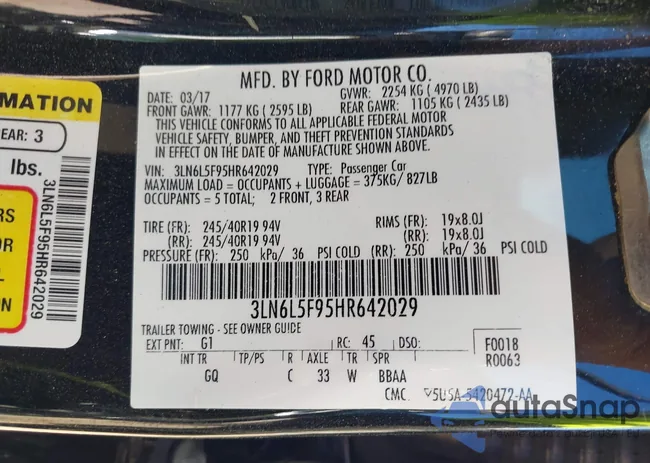 MFD. BY FORD MOTOR CO.
DATE: 03/17 GVWR: 2254 KG ( 4970 LB)
FRONT GAWR: 1177 KG ( 2595 LB) REAR GAWR: 1105 KG ( 2435 LB)
THIS VEHICLE CONFORMS TO ALL APPLICABLE FEDERAL MOTOR
VEHICLE SAFETY, BUMPER, AND THEFT PREVENTION STANDARDS
IN EFFECT ON THE DATE OF MANUFACTURE SHOWN ABOVE.
VIN: 3LN6L5F95HR642029 TYPE: Passenger Car
MAXIMUM LOAD = OCCUPANTS + LUGGAGE = 375KG/ 827LB
OCCUPANTS = 5 TOTAL; 2 FRONT, 3 REAR
TIRE (FR): 245/40R19 94V RIMS (FR): 19x8.0J
(RR): 245/40R19 94V (RR): 19x8.0J
PRESSURE (FR): 250 kPa/ 36 PSI COLD (RR): 250 kPa/ 36 PSI COLD
3LN6L5F95HR642029
TRAILER TOWING - SEE OWNER GUIDE
EXT PNT: G1 RC: 45 DSO: F0018
R0063
INT TR TP/PS R AXLE TR SPR
GQ C 33 W BBAA
CMC. 5USA-5420472-AA
RMATION
EAR: 3
lbs.
RS
OR
L
N
3LN6L5F95HR642029
autoSnap